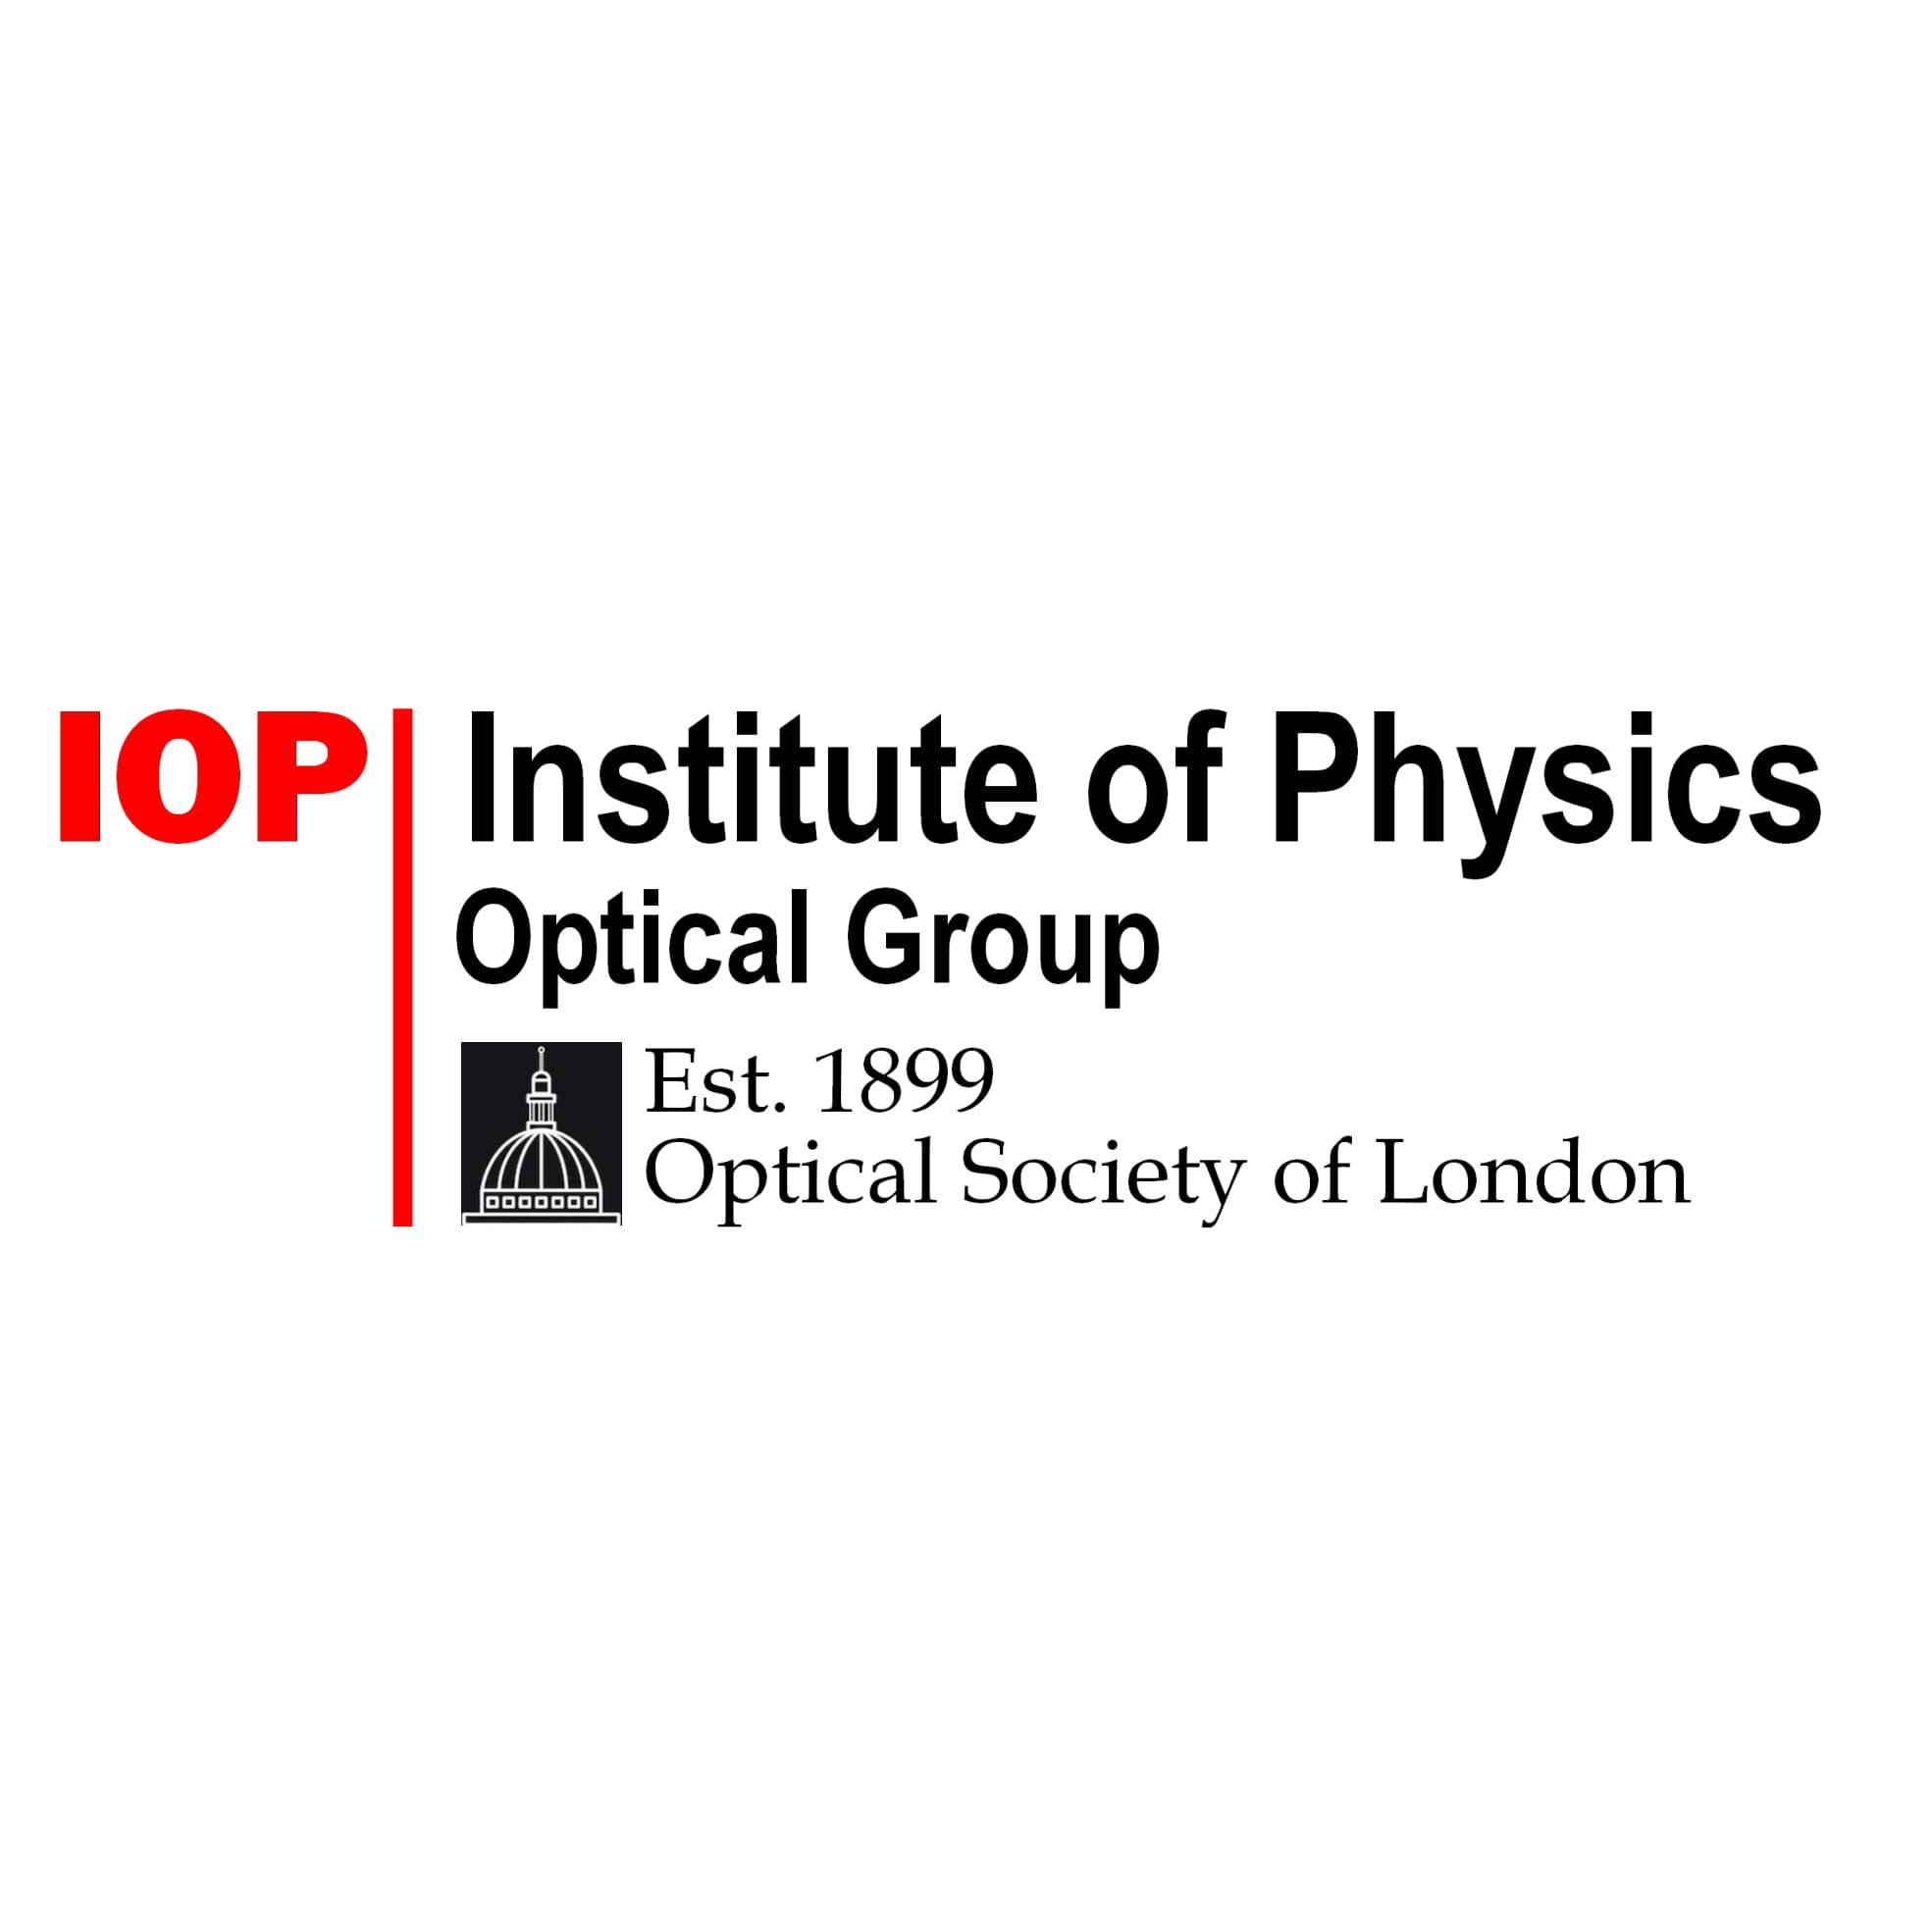 IOP Institute of Physics
Optical Group
Est. 1899
Optical Society of London